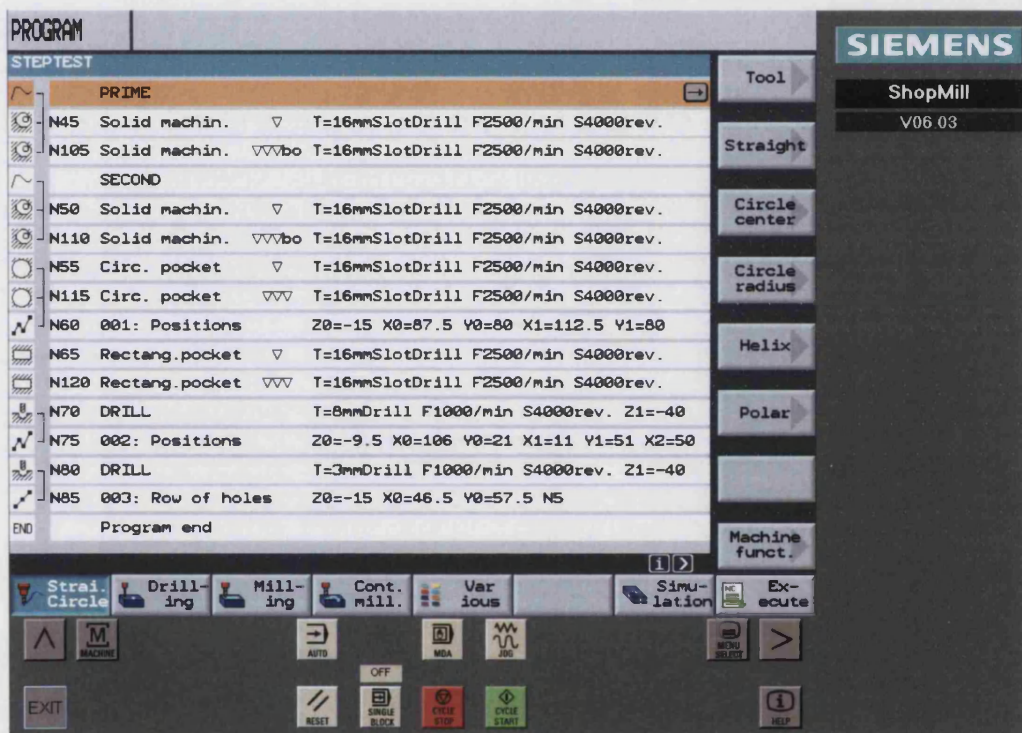 PROGRAM
STEPTEST
PRIME
N45 Solid machin. ▽ T=16mmSlotDrill F2500/min S4000rev.
N105 Solid machin. ▽▽▽bo T=16mmSlotDrill F2500/min S4000rev.
SECOND
N50 Solid machin. ▽ T=16mmSlotDrill F2500/min S4000rev.
N110 Solid machin. ▽▽▽bo T=16mmSlotDrill F2500/min S4000rev.
N55 Circ. pocket ▽ T=16mmSlotDrill F2500/min S4000rev.
N115 Circ. pocket ▽▽▽ T=16mmSlotDrill F2500/min S4000rev.
N60 001: Positions Z0=-15 X0=87.5 Y0=80 X1=112.5 Y1=80
N65 Rectang.pocket ▽ T=16mmSlotDrill F2500/min S4000rev.
N120 Rectang.pocket ▽▽▽ T=16mmSlotDrill F2500/min S4000rev.
N70 DRILL T=8mmDrill F1000/min S4000rev. Z1=-40
N75 002: Positions Z0=-9.5 X0=106 Y0=21 X1=11 Y1=51 X2=50
N80 DRILL T=3mmDrill F1000/min S4000rev. Z1=-40
N85 003: Row of holes Z0=-15 X0=46.5 Y0=57.5 N5
END Program end
Tool
Straight
Circle
center
Circle
radius
Helix
Polar
Machine
funct.
SIEMENS
ShopMill
V06.03
i >
Strai.
Circle
Drill-
ing
Mill-
ing
Cont.
mill.
Var
ious
Simu-
lation
NC
Ex-
ecute
M
MACHINE
AUTO
MDA
JOG
MENU
SELECT
EXIT
RESET
OFF
SINGLE
BLOCK
CYCLE
STOP
CYCLE
START
i
HELP